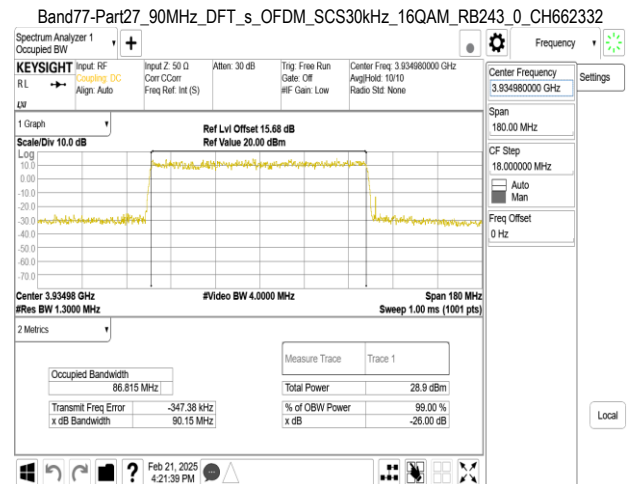 Band77-Part27_90MHz_DFT_s_OFDM_SCS30kHz_16QAM_RB243_0_CH662332
Spectrum Analyzer 1
Occupied BW
+
Frequency
KEYSIGHT
RL
LXI
Input: RF
Coupling: DC
Align: Auto
Input Z: 50 Ω
Corr CCorr
Freq Ref: Int (S)
Atten: 30 dB
Trig: Free Run
Gate: Off
#IF Gain: Low
Center Freq: 3.934980000 GHz
Avg|Hold: 10/10
Radio Std: None
Center Frequency
3.934980000 GHz
Settings
Span
180.00 MHz
CF Step
18.000000 MHz
Auto
Man
Freq Offset
0 Hz
Local
1 Graph
Scale/Div 10.0 dB
Ref Lvl Offset 15.68 dB
Ref Value 20.00 dBm
Log
10.0
0.00
-10.0
-20.0
-30.0
-40.0
-50.0
-60.0
-70.0
Center 3.93498 GHz
#Res BW 1.3000 MHz
#Video BW 4.0000 MHz
Span 180 MHz
Sweep 1.00 ms (1001 pts)
2 Metrics
Measure Trace
Trace 1
Occupied Bandwidth
86.815 MHz
Total Power
28.9 dBm
Transmit Freq Error
-347.38 kHz
% of OBW Power
99.00 %
x dB Bandwidth
90.15 MHz
x dB
-26.00 dB
?
Feb 21, 2025
4:21:39 PM